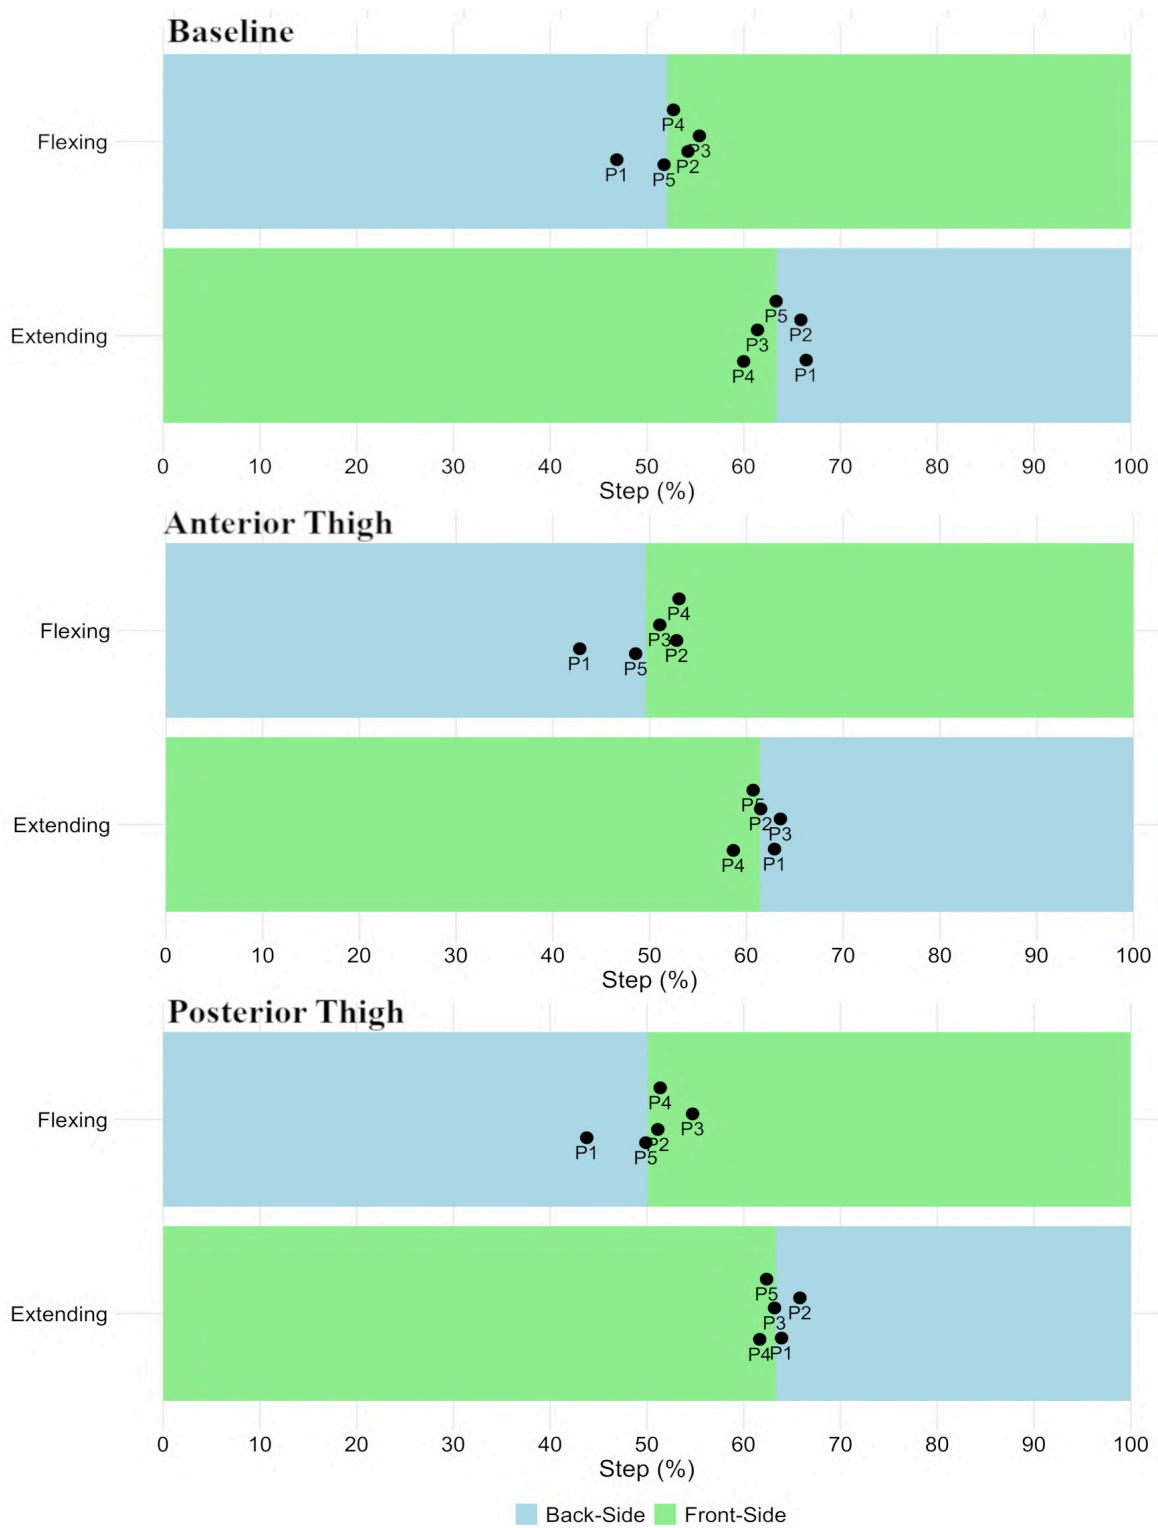 Baseline
Flexing
P4
P3
P2
P1
P5
Extending
P5
P2
P3
P1
P4
0 10 20 30 40 50 60 70 80 90 100
Step (%)
Anterior Thigh
Flexing
P4
P3
P2
P1
P5
Extending
P5
P2
P3
P4
P1
0 10 20 30 40 50 60 70 80 90 100
Step (%)
Posterior Thigh
Flexing
P4
P3
P2
P1
P5
Extending
P5
P2
P3
P4
P1
0 10 20 30 40 50 60 70 80 90 100
Step (%)
Back-Side Front-Side